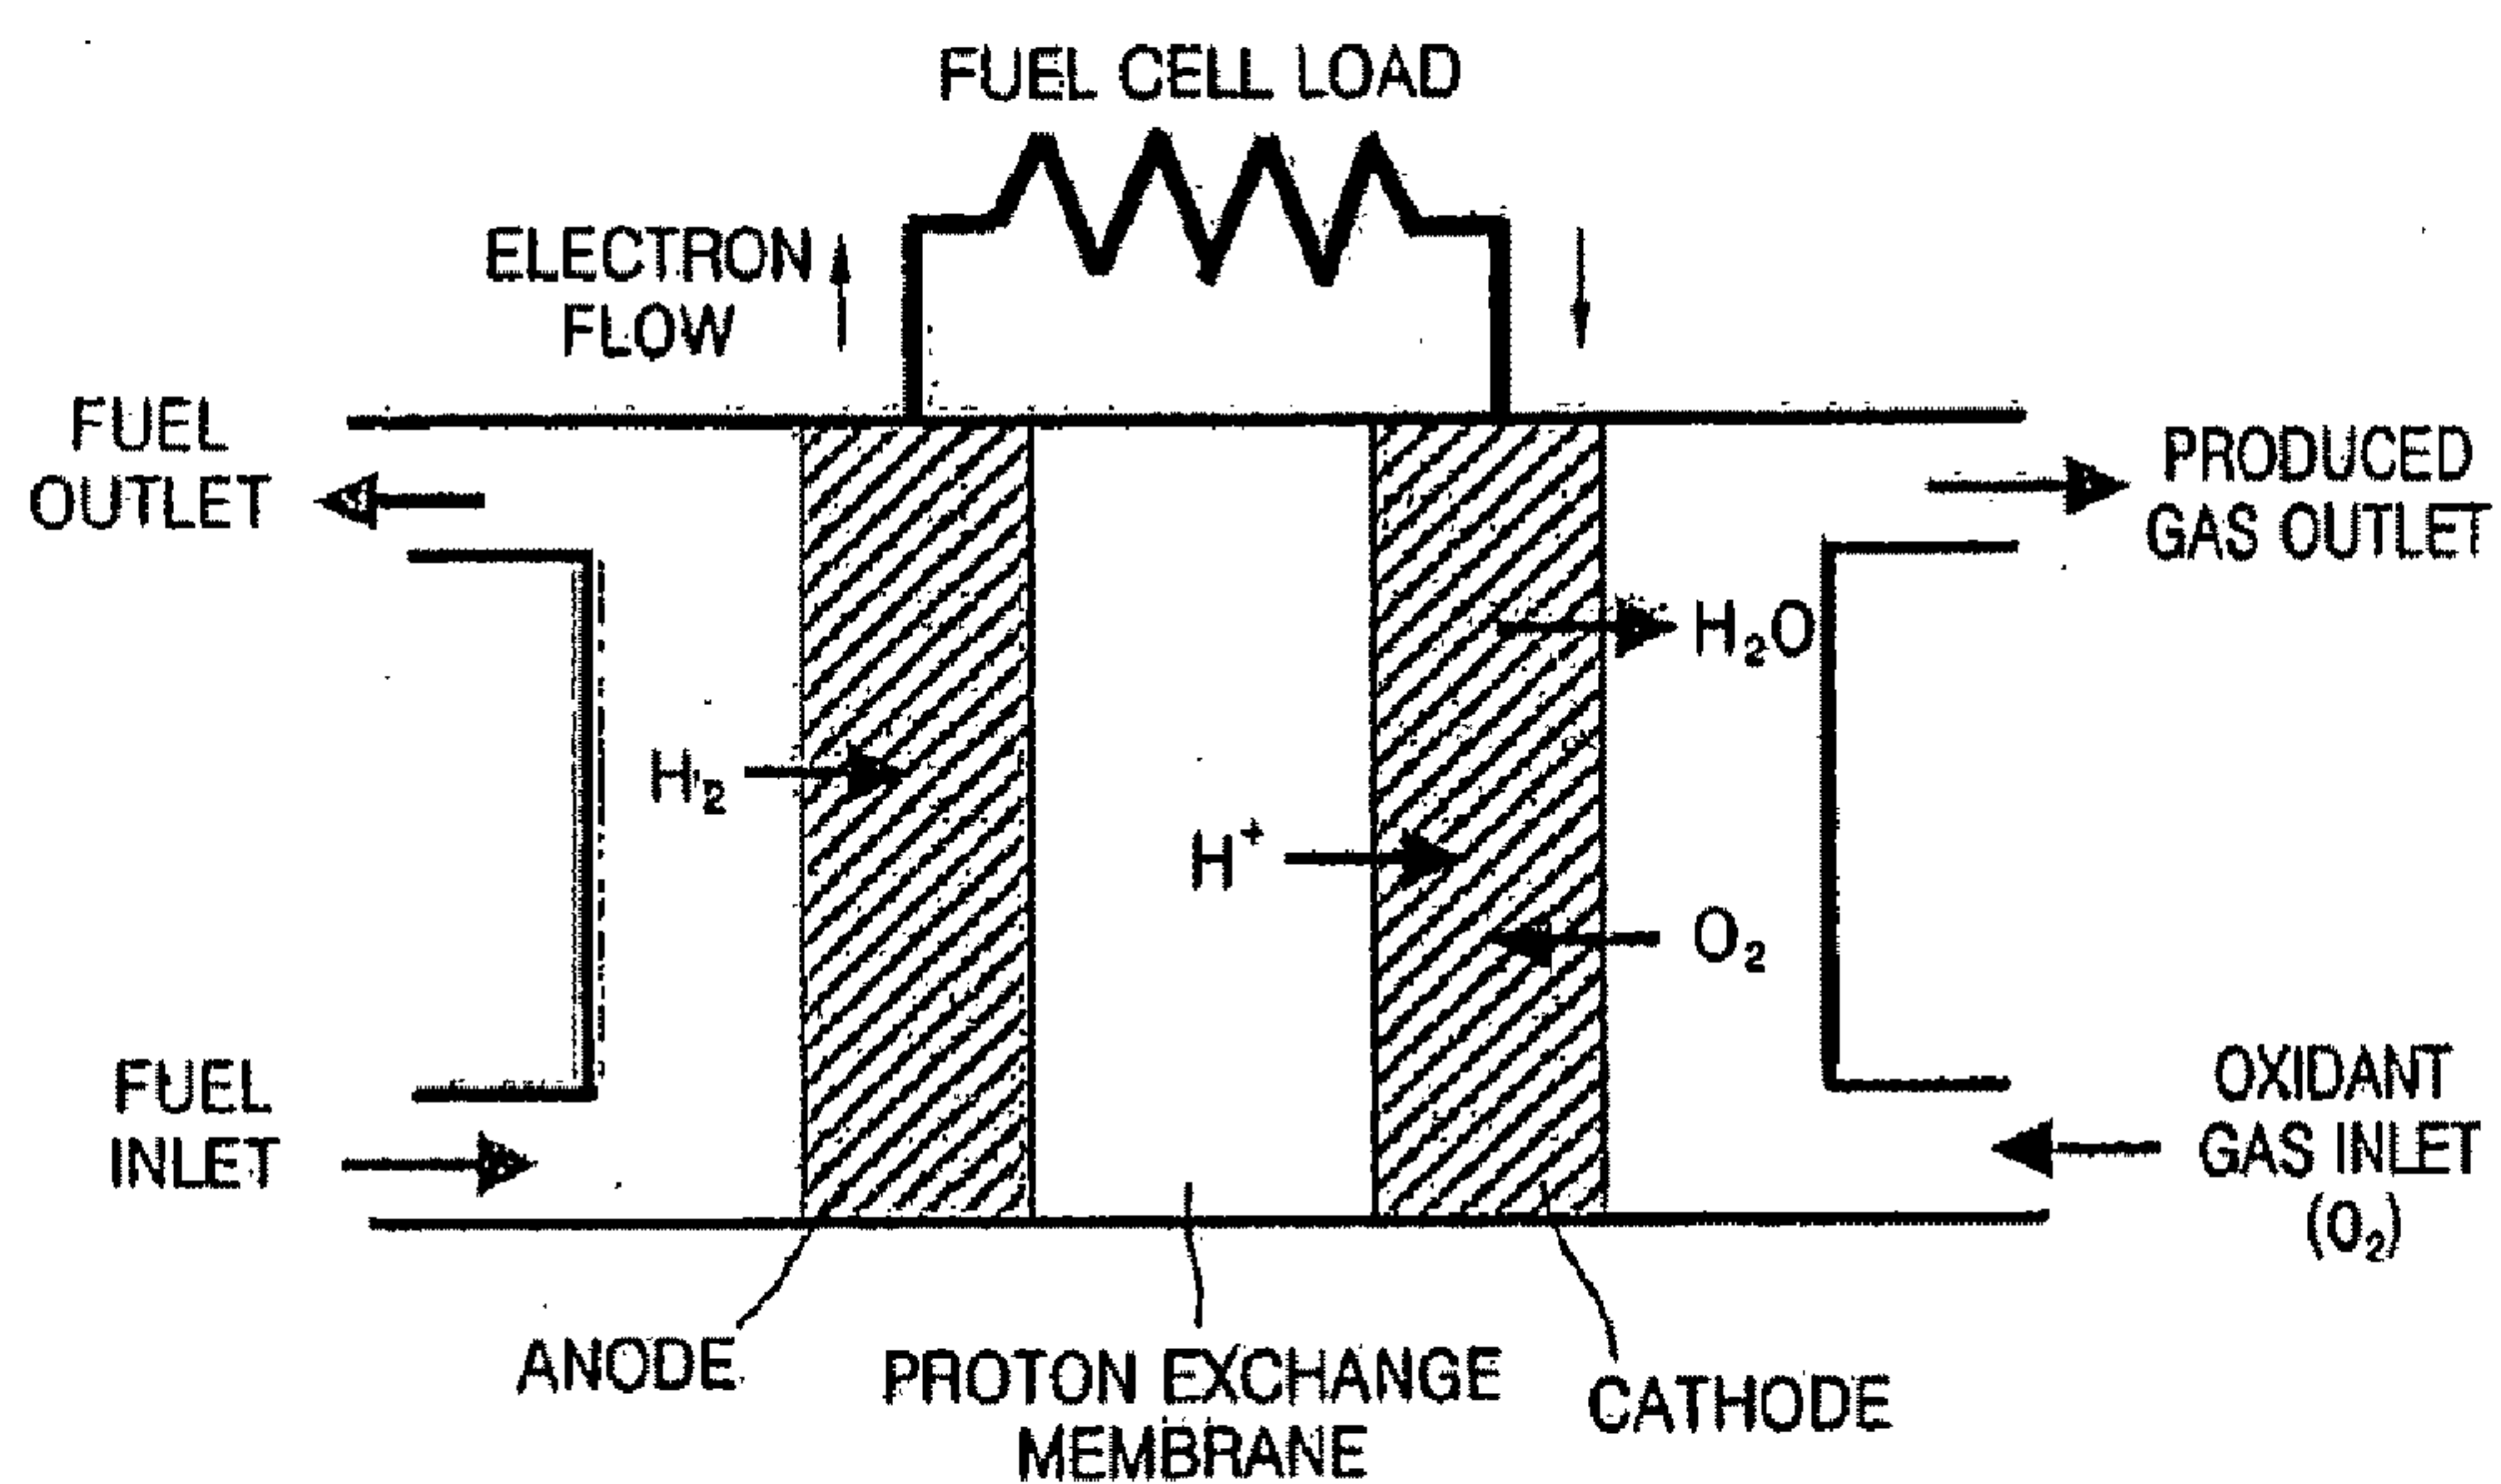 FUEL CELL LOAD
ELECTRON
FLOW
FUEL
OUTLET
PRODUCED
GAS OUTLET
H₂O
H₂
H⁺
O₂
FUEL
INLET
OXIDANT
GAS INLET
(O₂)
ANODE
PROTON EXCHANGE
MEMBRANE
CATHODE